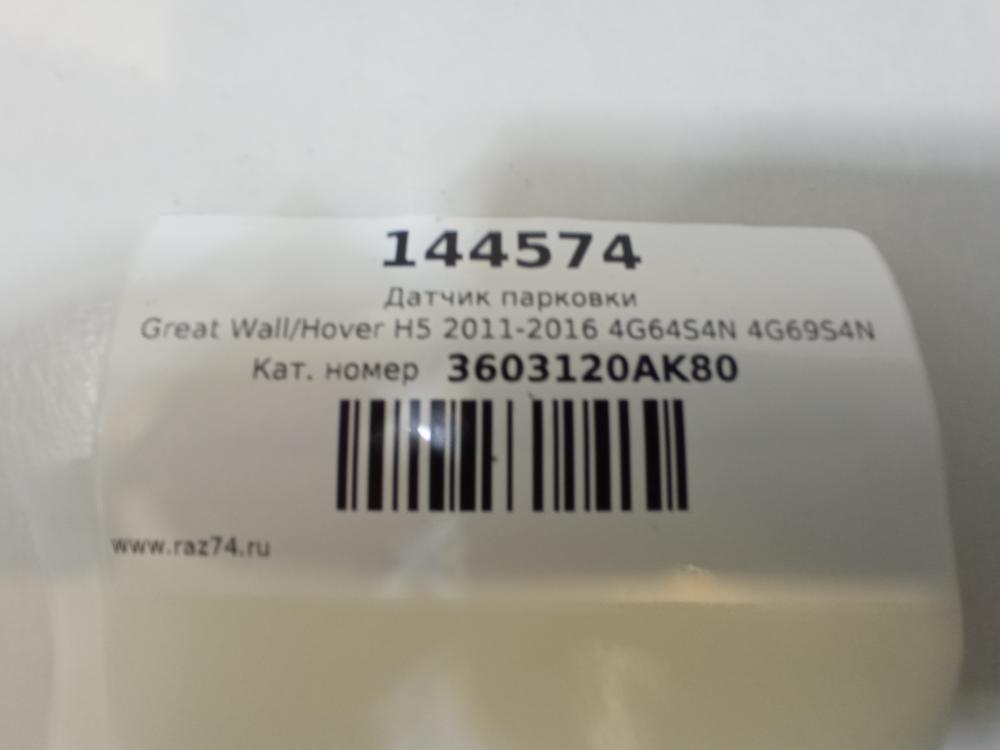 144574
Датчик парковки
Great Wall/Hover H5 2011-2016 4G64S4N 4G69S4N
Кат. номер 3603120AK80
www.raz74.ru